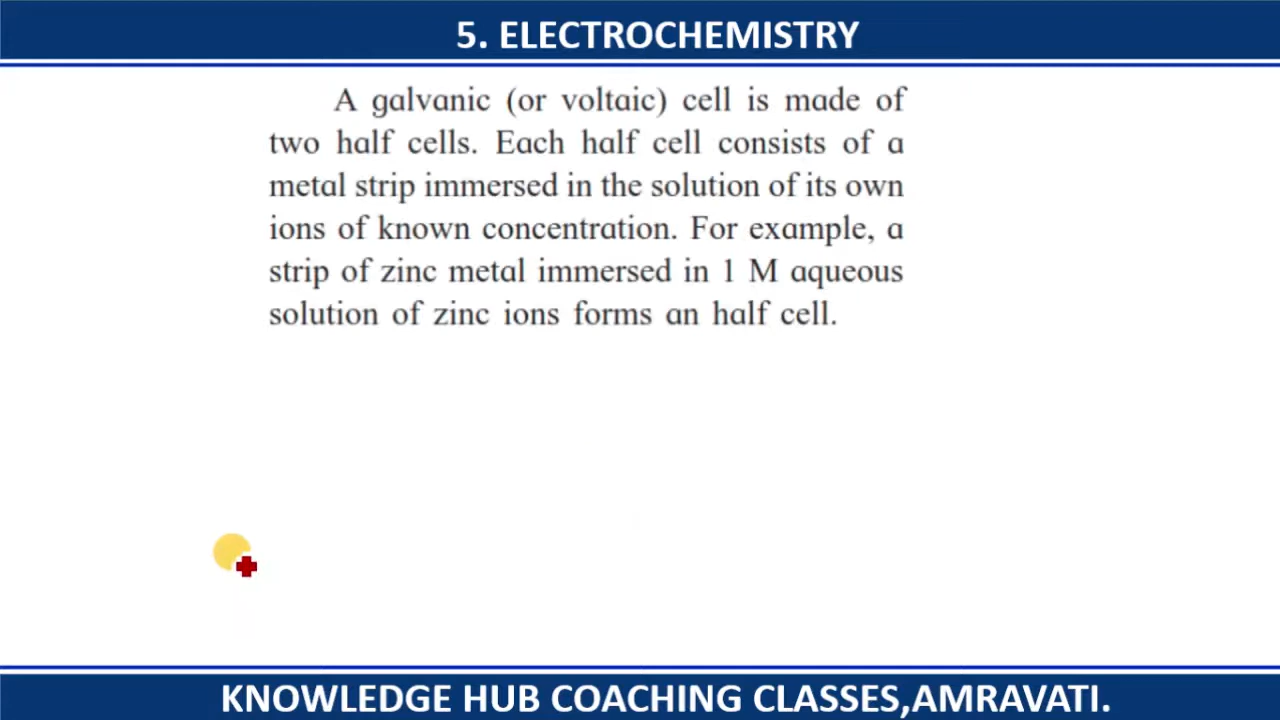 5. ELECTROCHEMISTRY
A galvanic (or voltaic) cell is made of
two half cells. Each half cell consists of a
metal strip immersed in the solution of its own
ions of known concentration. For example, a
strip of zinc metal immersed in 1 M aqueous
solution of zinc ions forms an half cell.
KNOWLEDGE HUB COACHING CLASSES,AMRAVATI.